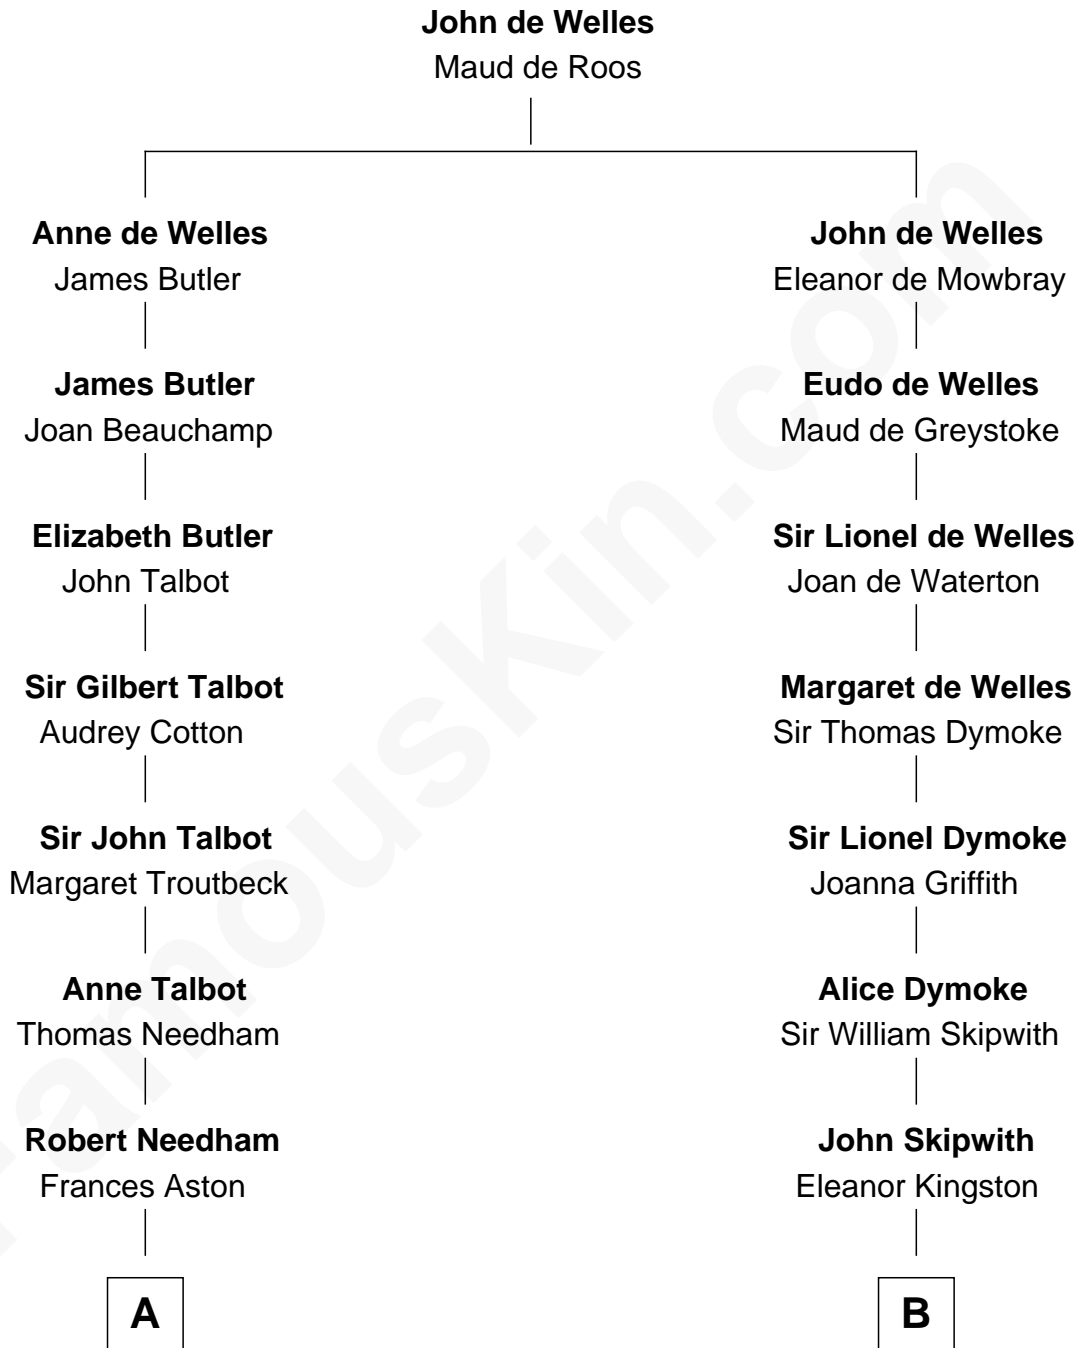 John de Welles
Maud de Roos
Anne de Welles
James Butler
John de Welles
Eleanor de Mowbray
James Butler
Joan Beauchamp
Eudo de Welles
Maud de Greystoke
Elizabeth Butler
John Talbot
Sir Lionel de Welles
Joan de Waterton
Sir Gilbert Talbot
Audrey Cotton
Margaret de Welles
Sir Thomas Dymoke
Sir John Talbot
Margaret Troutbeck
Sir Lionel Dymoke
Joanna Griffith
Anne Talbot
Thomas Needham
Alice Dymoke
Sir William Skipwith
Robert Needham
Frances Aston
John Skipwith
Eleanor Kingston
A
B
FamousKin.com